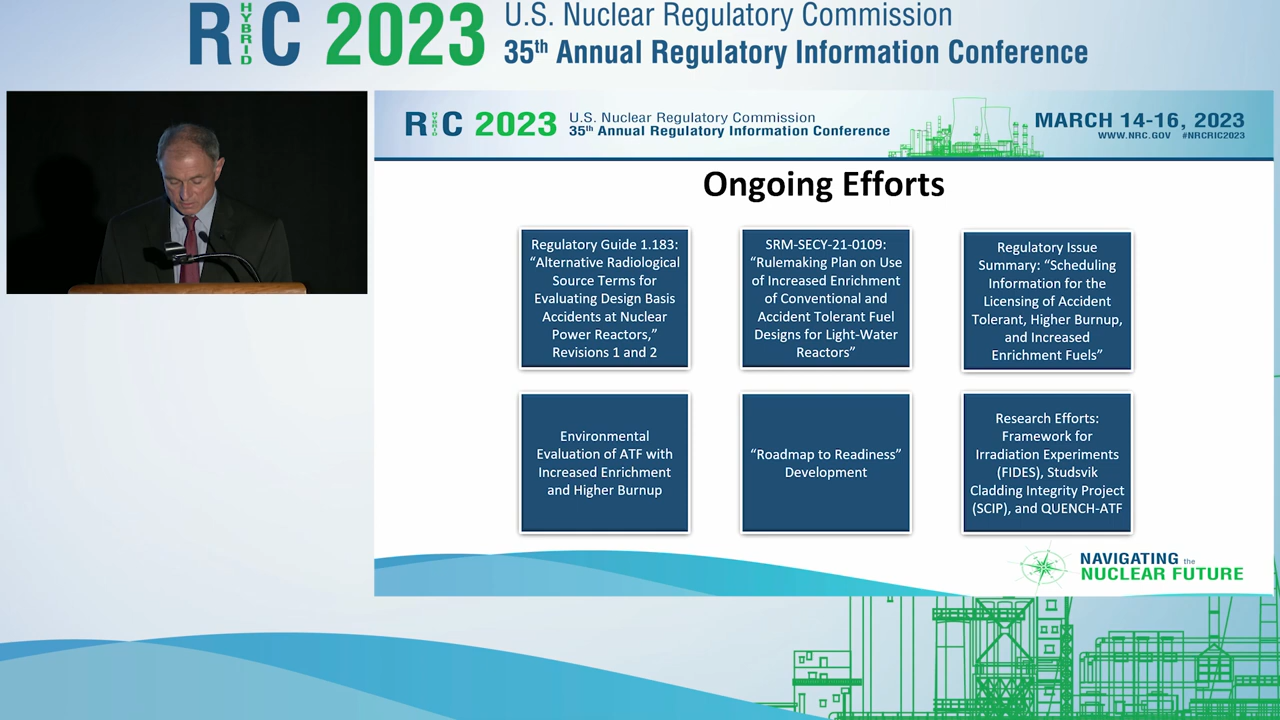 RIC 2023
HYBRID
U.S. Nuclear Regulatory Commission
35th Annual Regulatory Information Conference
RIC 2023
HYBRID
U.S. Nuclear Regulatory Commission
35th Annual Regulatory Information Conference
MARCH 14-16, 2023
WWW.NRC.GOV #NRCRIC2023
Ongoing Efforts
Regulatory Guide 1.183:
“Alternative Radiological
Source Terms for
Evaluating Design Basis
Accidents at Nuclear
Power Reactors,”
Revisions 1 and 2
SRM-SECY-21-0109:
“Rulemaking Plan on Use
of Increased Enrichment
of Conventional and
Accident Tolerant Fuel
Designs for Light-Water
Reactors”
Regulatory Issue
Summary: “Scheduling
Information for the
Licensing of Accident
Tolerant, Higher Burnup,
and Increased
Enrichment Fuels”
Environmental
Evaluation of ATF with
Increased Enrichment
and Higher Burnup
“Roadmap to Readiness”
Development
Research Efforts:
Framework for
Irradiation Experiments
(FIDES), Studsvik
Cladding Integrity Project
(SCIP), and QUENCH-ATF
NAVIGATING the
NUCLEAR FUTURE